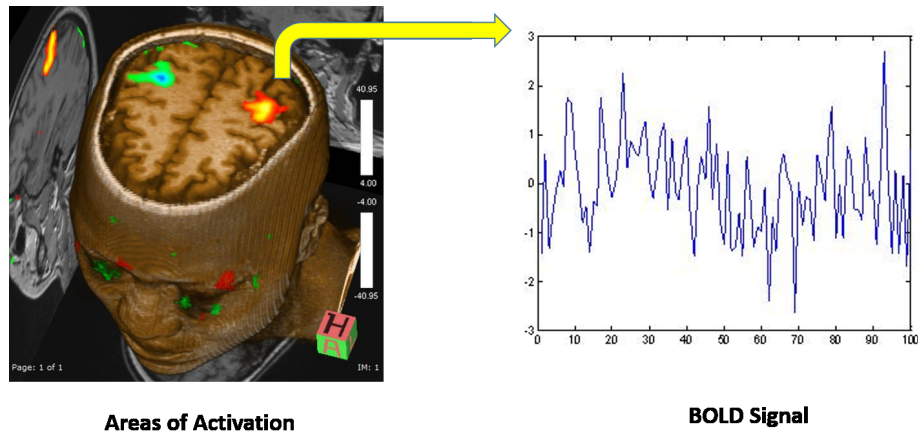 40.95
4.00
-4.00
-40.95
H
A
Page: 1 of 1
IM: 1
Areas of Activation
3
2
1
0
-1
-2
-3
0 10 20 30 40 50 60 70 80 90 100
BOLD Signal